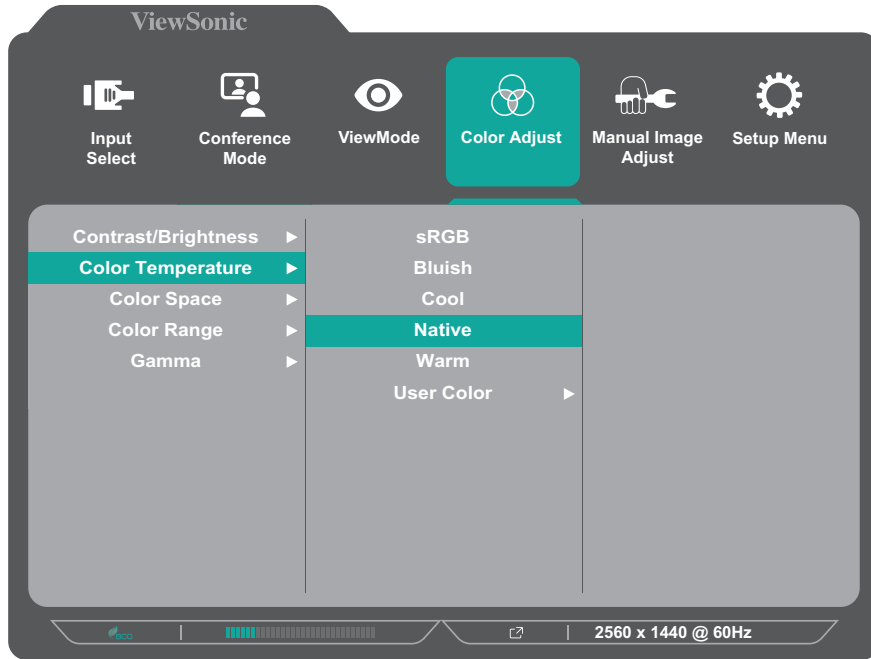 ViewSonic
Input
Select
Conference
Mode
ViewMode
Color Adjust
Manual Image
Adjust
Setup Menu
Contrast/Brightness
Color Temperature
Color Space
Color Range
Gamma
sRGB
Bluish
Cool
Native
Warm
User Color
eco
2560 x 1440 @ 60Hz